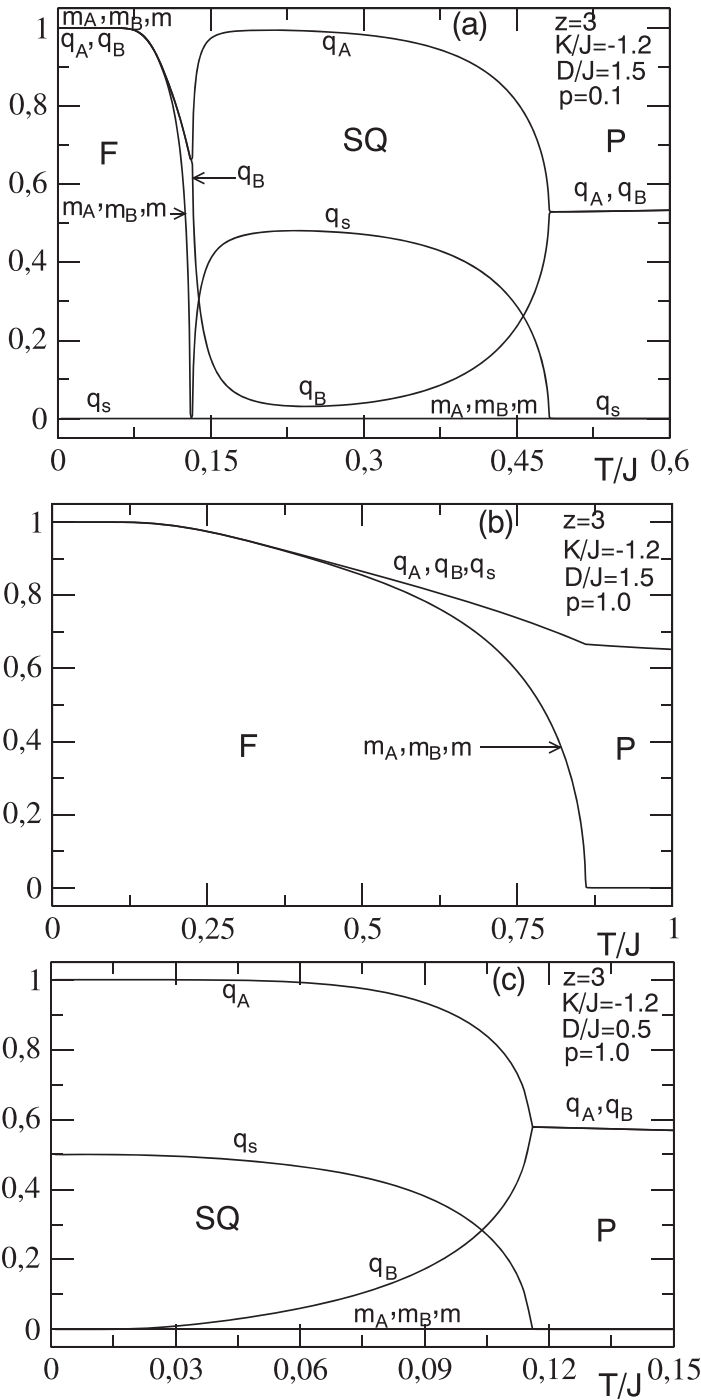 (a)
z=3
K/J=-1.2
D/J=1.5
p=0.1
1
0,8
0,6
0,4
0,2
0
mA,mB,m
qA,qB
F
mA,mB,m
qs
qB
qA
SQ
qs
qB
mA,mB,m
P
qA,qB
qs
0
0,15
0,3
0,45
T/J
0,6
(b)
z=3
K/J=-1.2
D/J=1.5
p=1.0
1
0,8
0,6
0,4
0,2
0
qA,qB,qs
F
mA,mB,m
P
0
0,25
0,5
0,75
T/J
1
(c)
z=3
K/J=-1.2
D/J=0.5
p=1.0
1
0,8
0,6
0,4
0,2
0
qA
qs
SQ
qB
mA,mB,m
qA,qB
P
0
0,03
0,06
0,09
0,12
T/J
0,15